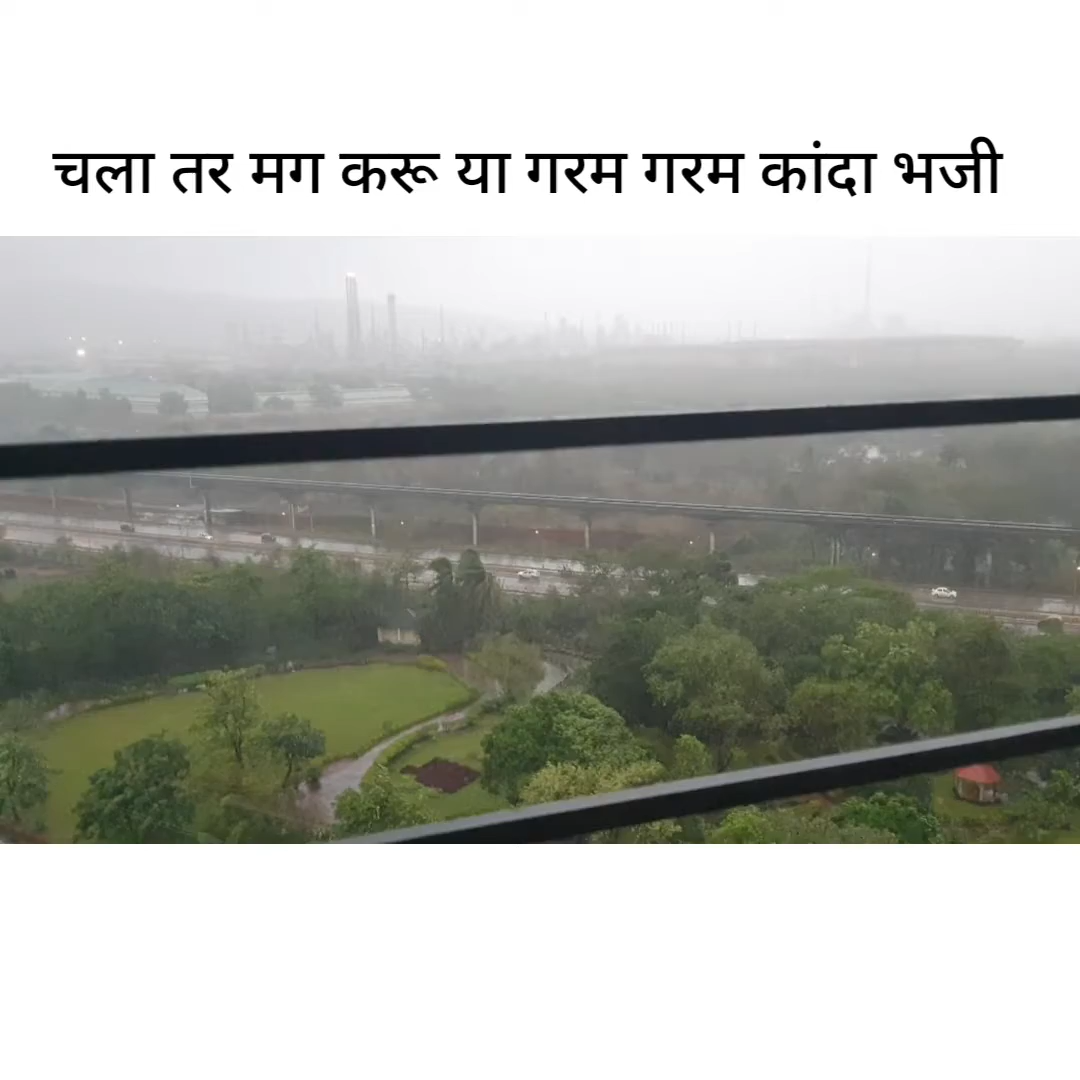 चला तर मग करू या गरम गरम कांदा भजी